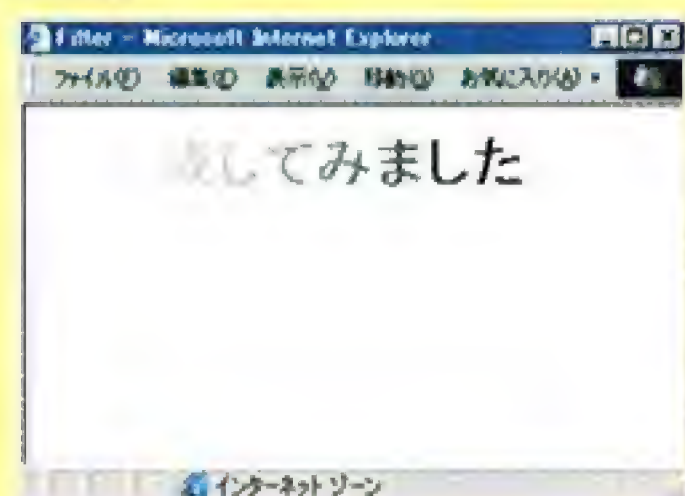 Filter - Microsoft Internet Explorer
ファイル(F) 編集(E) 表示(V) 移動(G) お気に入り(A)
してみました
インターネット ゾーン